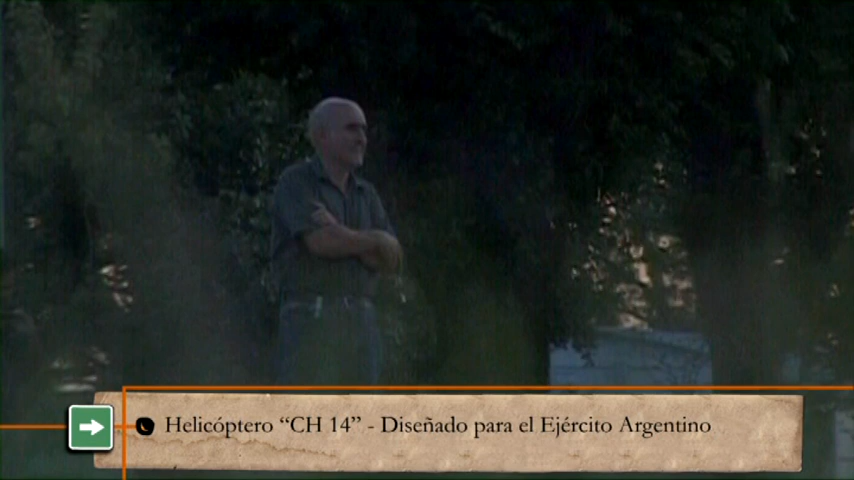 Helicóptero “CH 14” - Diseñado para el Ejército Argentino